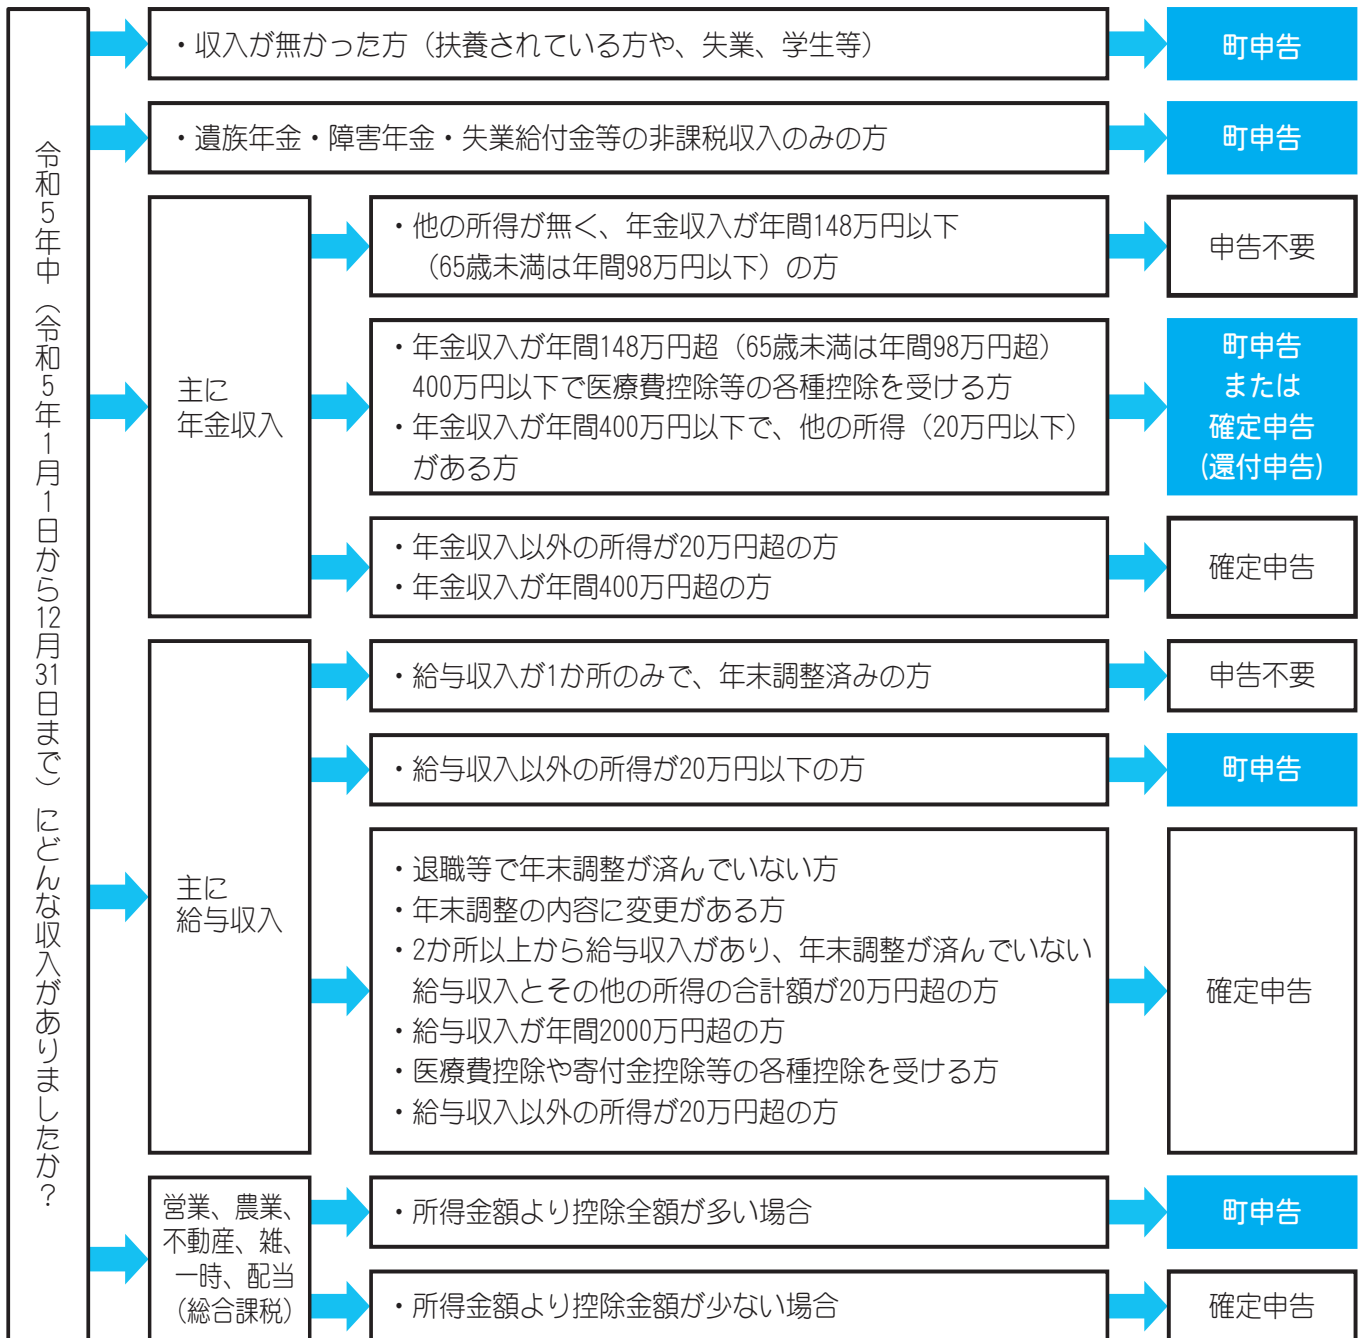 令和5年中（令和5年1月1日から12月31日まで）にどんな収入がありましたか？
・収入が無かった方（扶養されている方や、失業、学生等）
町申告
・遺族年金・障害年金・失業給付金等の非課税収入のみの方
町申告
主に
年金収入
・他の所得が無く、年金収入が年間148万円以下
（65歳未満は年間98万円以下）の方
申告不要
・年金収入が年間148万円超（65歳未満は年間98万円超）
400万円以下で医療費控除等の各種控除を受ける方
・年金収入が年間400万円以下で、他の所得（20万円以下）
がある方
町申告
または
確定申告
(還付申告)
・年金収入以外の所得が20万円超の方
・年金収入が年間400万円超の方
確定申告
主に
給与収入
・給与収入が1か所のみで、年末調整済みの方
申告不要
・給与収入以外の所得が20万円以下の方
町申告
・退職等で年末調整が済んでいない方
・年末調整の内容に変更がある方
・2か所以上から給与収入があり、年末調整が済んでいない
給与収入とその他の所得の合計額が20万円超の方
・給与収入が年間2000万円超の方
・医療費控除や寄付金控除等の各種控除を受ける方
・給与収入以外の所得が20万円超の方
確定申告
営業、農業、
不動産、雑、
一時、配当
（総合課税）
・所得金額より控除全額が多い場合
町申告
・所得金額より控除金額が少ない場合
確定申告